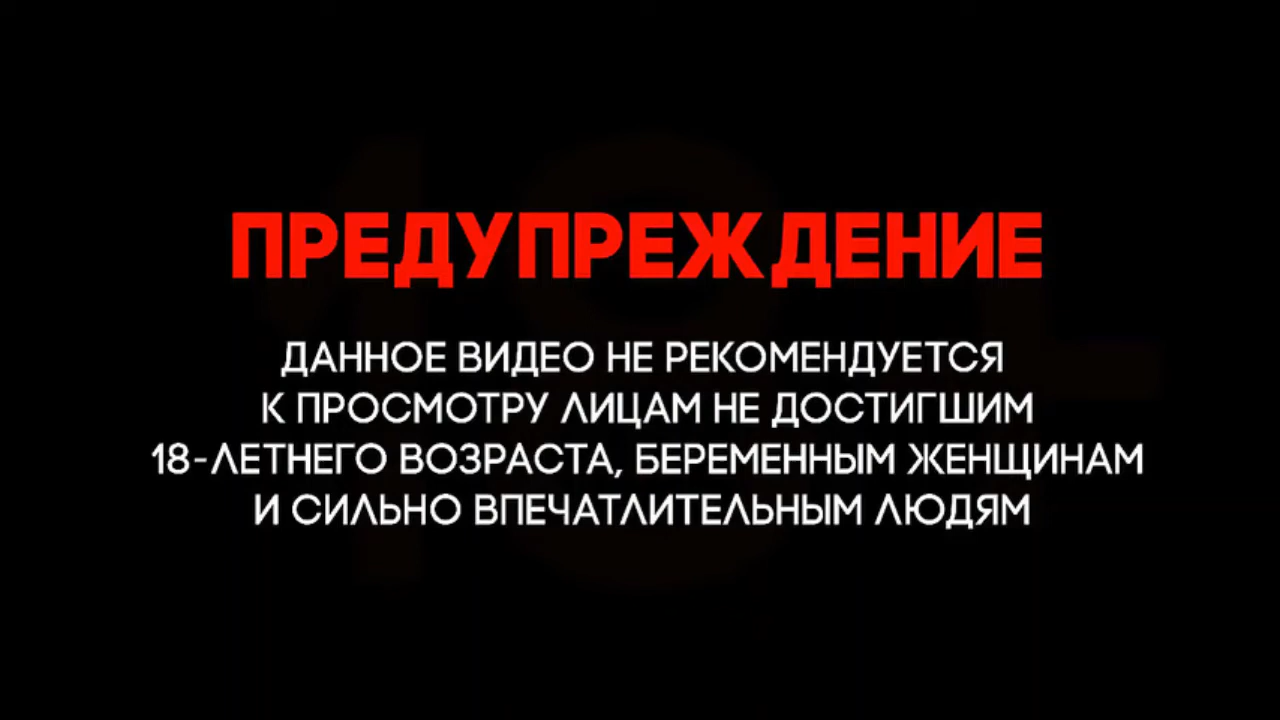 ПРЕДУПРЕЖДЕНИЕ
ДАННОЕ ВИДЕО НЕ РЕКОМЕНДУЕТСЯ
К ПРОСМОТРУ ЛИЦАМ НЕ ДОСТИГШИМ
18-ЛЕТНЕГО ВОЗРАСТА, БЕРЕМЕННЫМ ЖЕНЩИНАМ
И СИЛЬНО ВПЕЧАТЛИТЕЛЬНЫМ ЛЮДЯМ